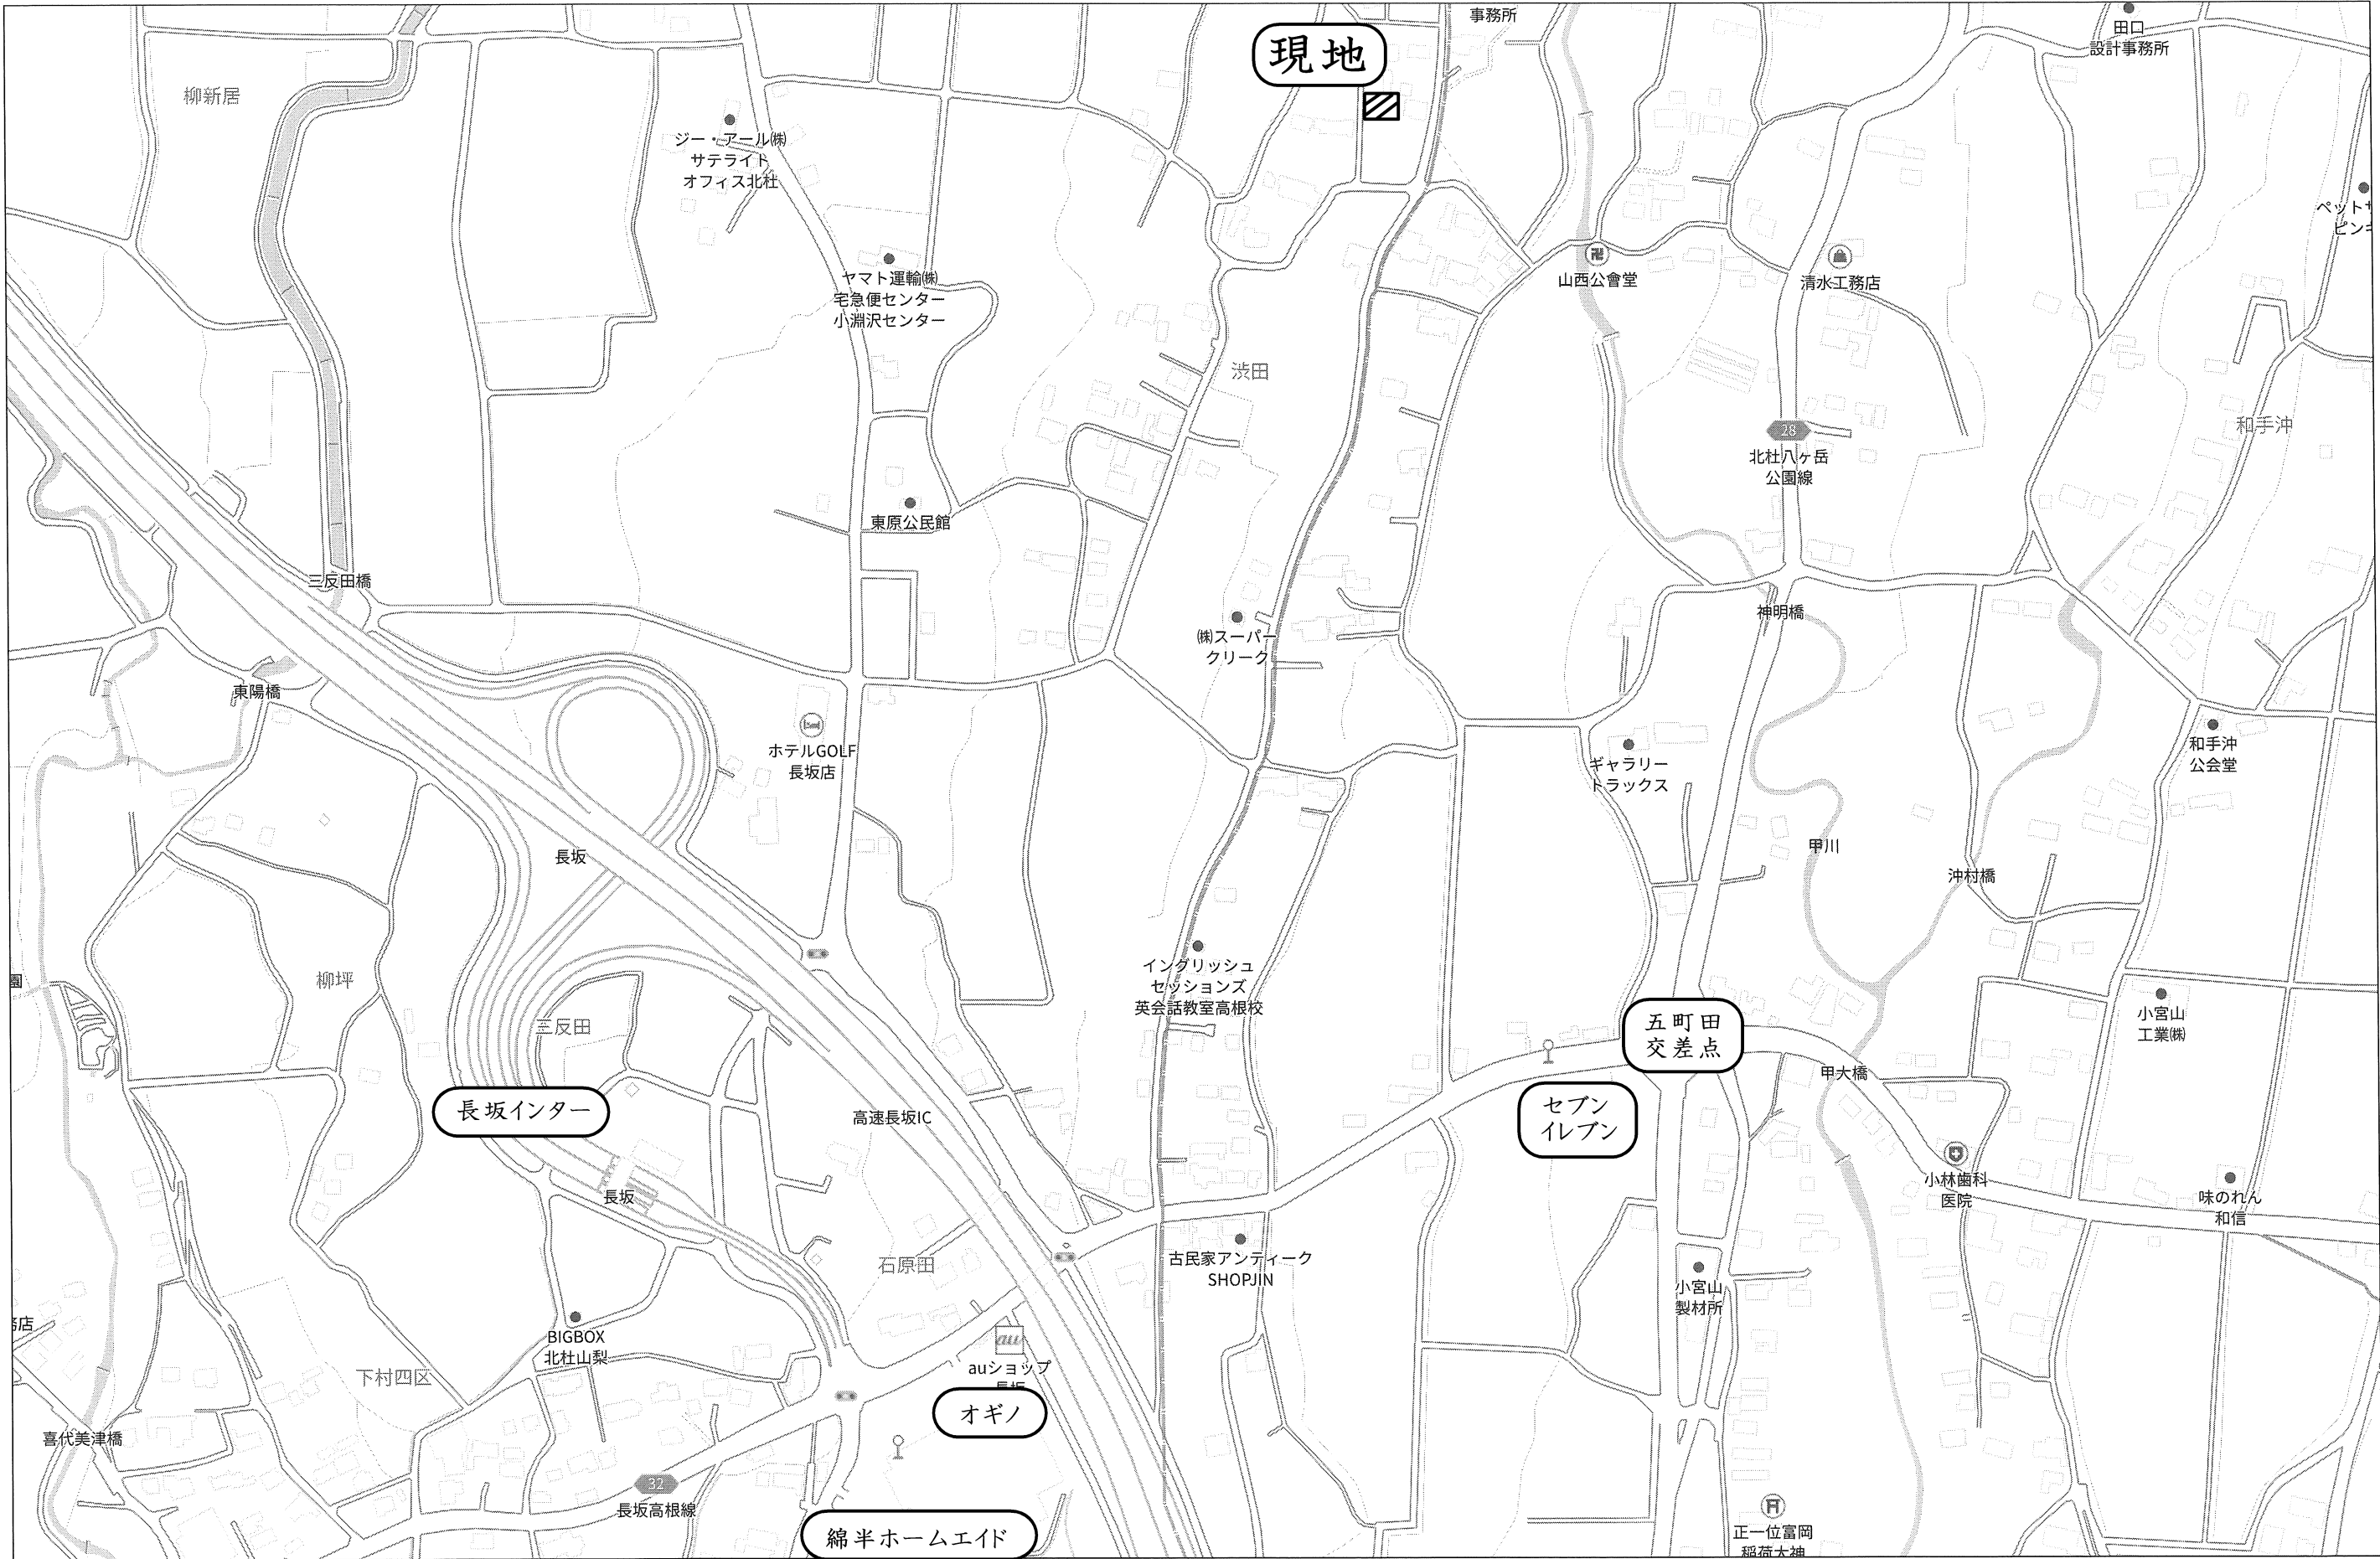 事務所
田口
設計事務所
現地
柳新居
ジー・アール㈱
サテライト
オフィス北杜
ペットサ
ピンキ
ヤマト運輸㈱
宅急便センター
小淵沢センター
山西公會堂
清水工務店
渋田
和手沖
28
北杜八ヶ岳
公園線
東原公民館
三反田橋
神明橋
㈱スーパー
クリーク
東陽橋
ホテルGOLF
長坂店
ギャラリー
トラックス
和手沖
公会堂
長坂
甲川
沖村橋
柳坪
園
イングリッシュ
セッションズ
英会話教室高根校
小宮山
工業㈱
三反田
五町田
交差点
甲大橋
長坂インター
高速長坂IC
セブン
イレブン
長坂
小林歯科
医院
味のれん
和信
石原田
古民家アンティーク
SHOPJIN
小宮山
製材所
務店
BIGBOX
北杜山梨
au
auショップ
長坂
下村四区
オギノ
喜代美津橋
32
長坂高根線
綿半ホームエイド
正一位富岡
稲荷大神